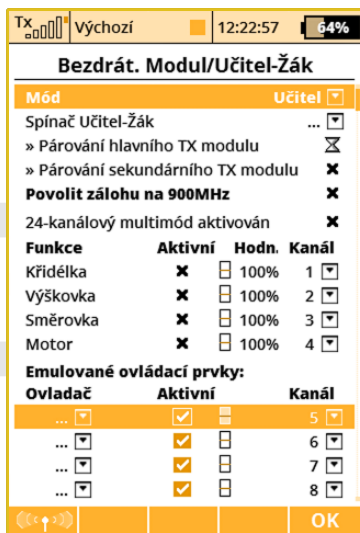 Tx Výchozí 12:22:57 64%
Bezdrát. Modul/Učitel-Žák
Mód Učitel
Spínač Učitel-Žák ...
» Párování hlavního TX modulu
» Párování sekundárního TX modulu
Povolit zálohu na 900MHz
24-kanálový multimód aktivován
Funkce Aktivní Hodn. Kanál
Křidélka 100% 1
Výškovka 100% 2
Směrovka 100% 3
Motor 100% 4
Emulované ovládací prvky:
Ovladač Aktivní Kanál
... 5
... 6
... 7
... 8
OK